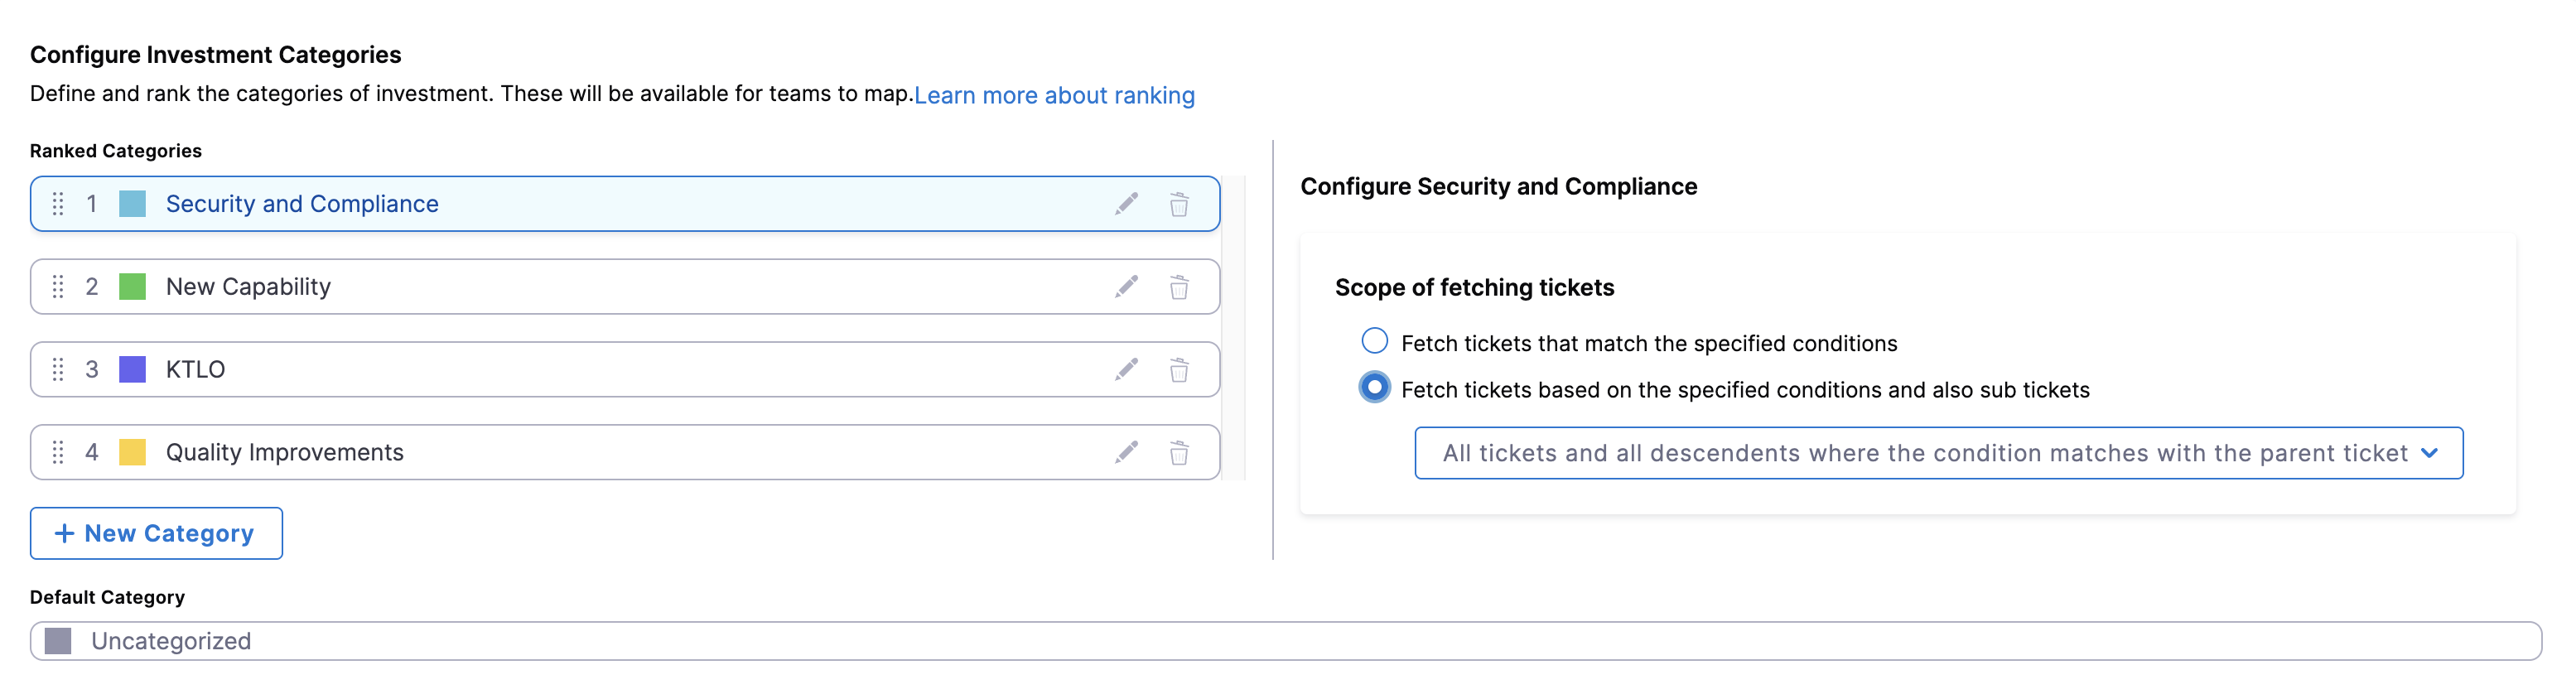 Configure Investment Categories
Define and rank the categories of investment. These will be available for teams to map.Learn more about ranking
Ranked Categories
1 Security and Compliance
2 New Capability
3 KTLO
4 Quality Improvements
+ New Category
Configure Security and Compliance
Scope of fetching tickets
Fetch tickets that match the specified conditions
Fetch tickets based on the specified conditions and also sub tickets
All tickets and all descendents where the condition matches with the parent ticket
Default Category
Uncategorized